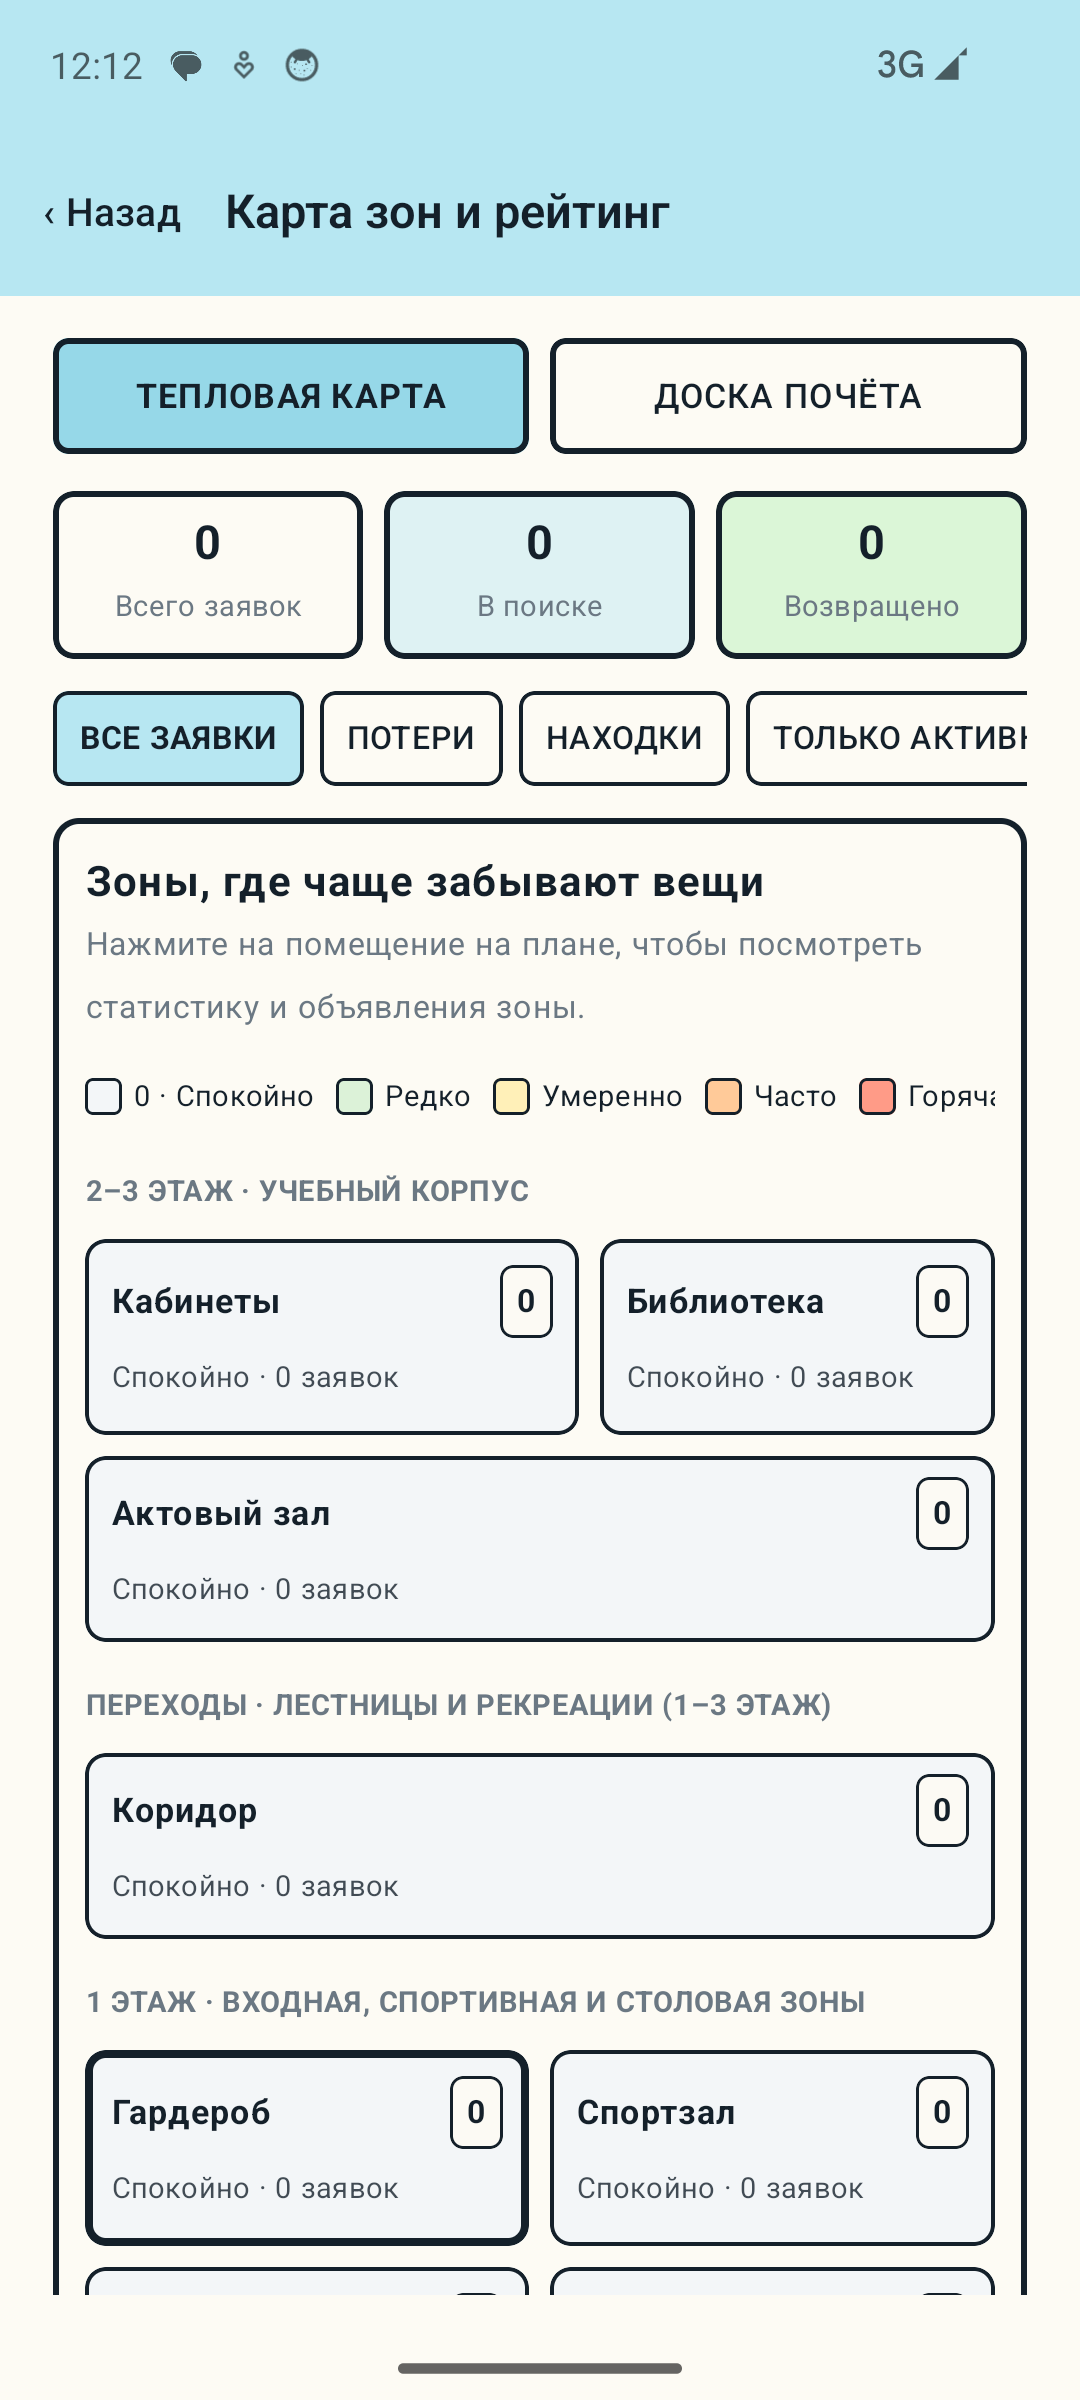 12:12
3G
‹ Назад Карта зон и рейтинг
ТЕПЛОВАЯ КАРТА
ДОСКА ПОЧЁТА
0
Всего заявок
0
В поиске
0
Возвращено
ВСЕ ЗАЯВКИ
ПОТЕРИ
НАХОДКИ
ТОЛЬКО
Зоны, где чаще забывают вещи
Нажмите на помещение на плане, чтобы посмотреть
статистику и объявления зоны.
0 · Спокойно
Редко
Умеренно
Часто
2–3 ЭТАЖ · УЧЕБНЫЙ КОРПУС
Кабинеты 0
Спокойно · 0 заявок
Библиотека 0
Спокойно · 0 заявок
Актовый зал 0
Спокойно · 0 заявок
ПЕРЕХОДЫ · ЛЕСТНИЦЫ И РЕКРЕАЦИИ (1–3 ЭТАЖ)
Коридор 0
Спокойно · 0 заявок
1 ЭТАЖ · ВХОДНАЯ, СПОРТИВНАЯ И СТОЛОВАЯ ЗОНЫ
Гардероб 0
Спокойно · 0 заявок
Спортзал 0
Спокойно · 0 заявок